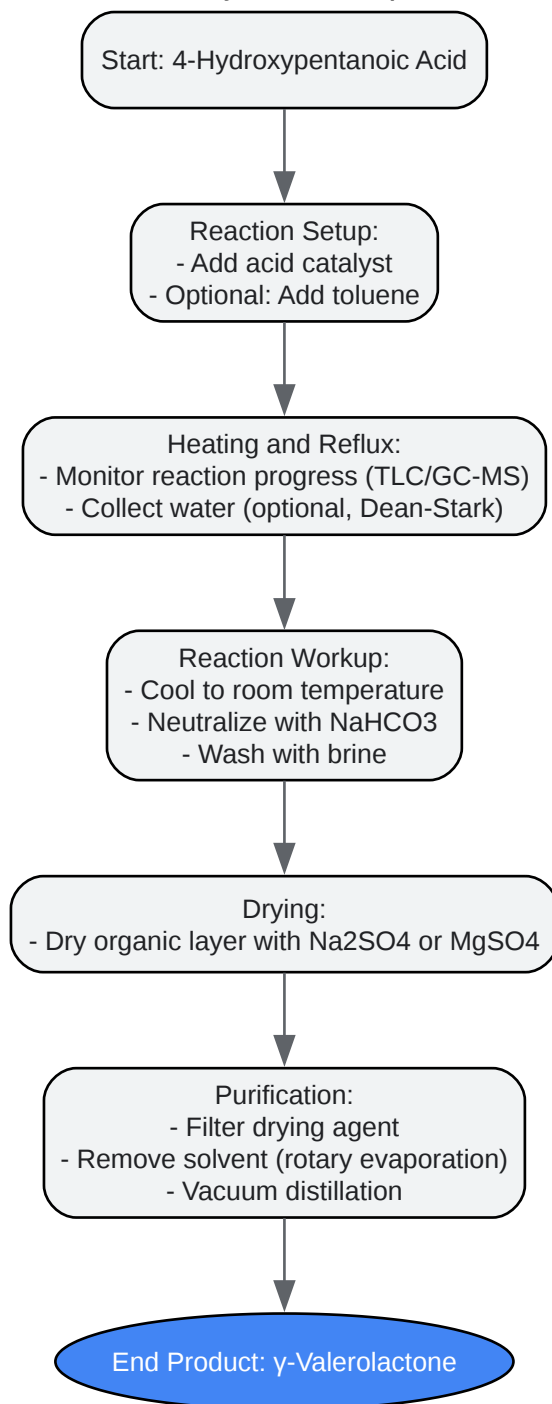 Start: 4-Hydroxypentanoic Acid
Reaction Setup:
- Add acid catalyst
- Optional: Add toluene
Heating and Reflux:
- Monitor reaction progress (TLC/GC-MS)
- Collect water (optional, Dean-Stark)
Reaction Workup:
- Cool to room temperature
- Neutralize with NaHCO3
- Wash with brine
Drying:
- Dry organic layer with Na2SO4 or MgSO4
Purification:
- Filter drying agent
- Remove solvent (rotary evaporation)
- Vacuum distillation
End Product: γ-Valerolactone